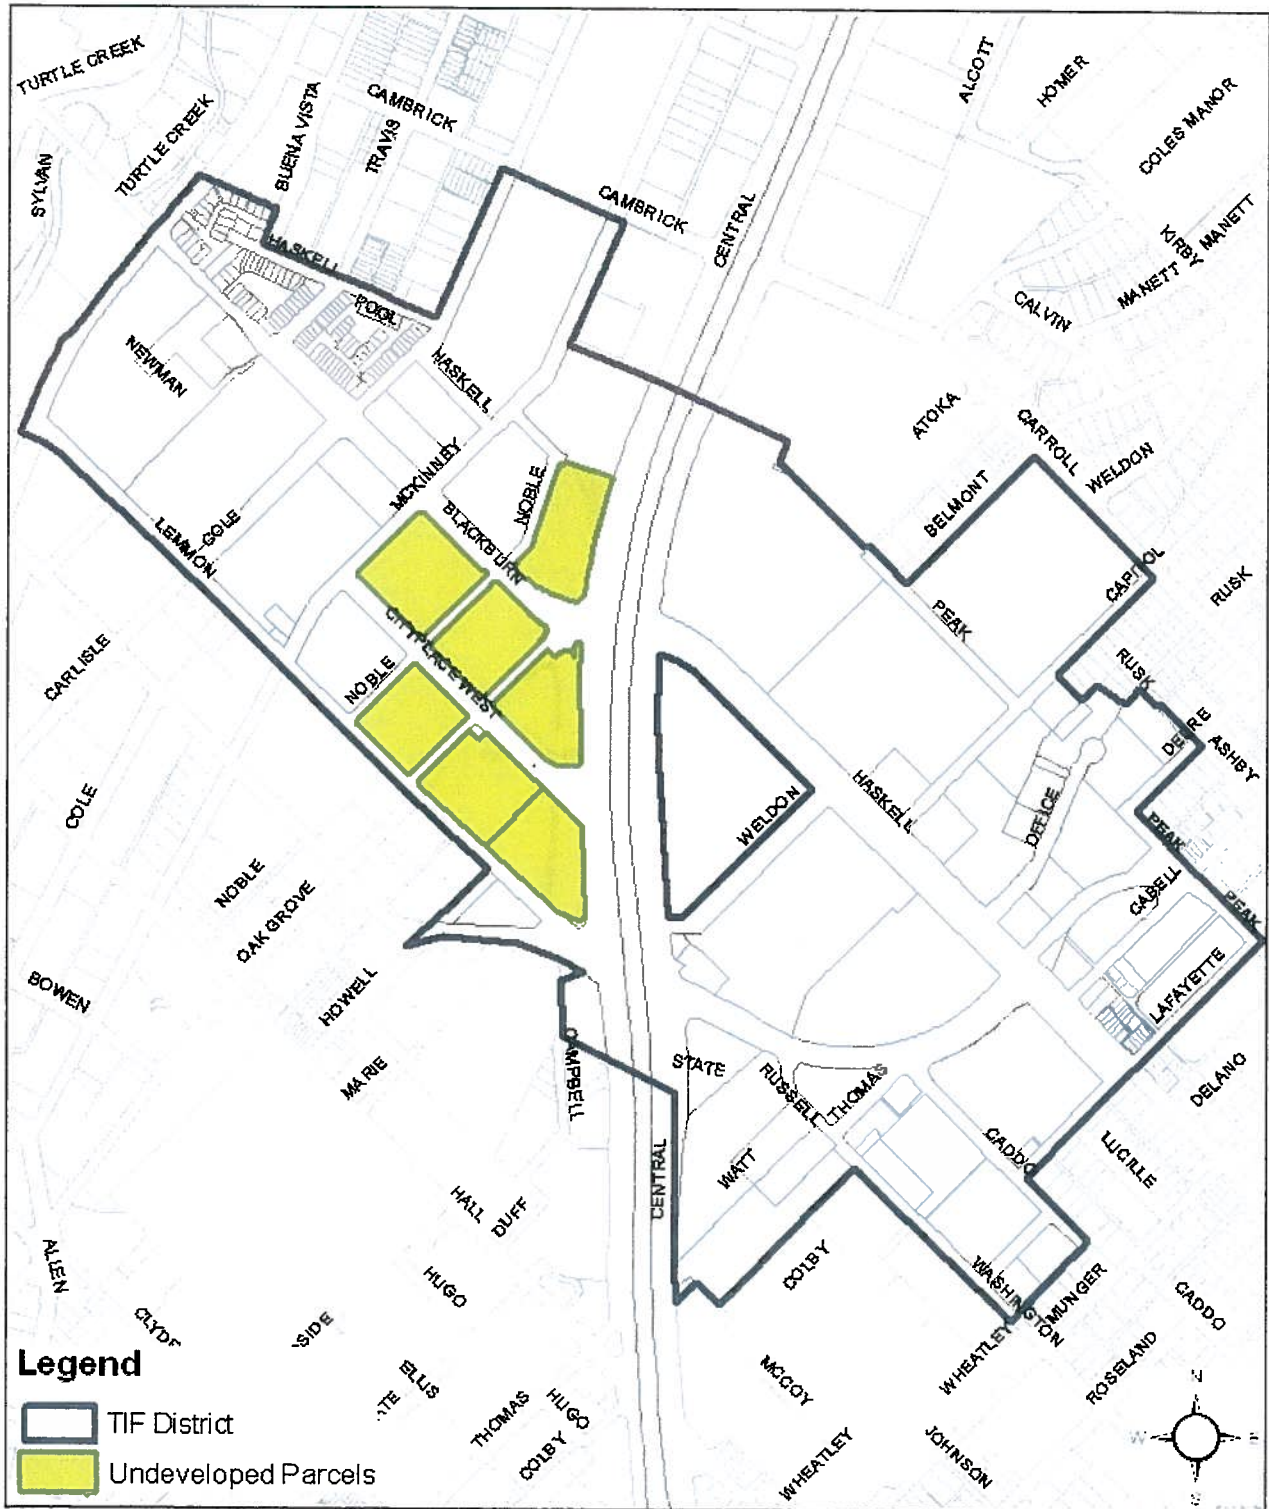 TURTLE CREEK
TURTLE CREEK
SYLVAN
BUENA VISTA
CAMBRICK
TRAVIS
CAMBRICK
CENTRAL
ALCOTT
HOMER
COLES MANOR
KIRBY
MANETT
MANETT
CALVIN
HASKELL
POOL
NEWMAN
HASKELL
ATOKA
CARROLL
WELDON
BELMONT
MCKINNEY
NOBLE
BLACKBURN
COLE
LEMMON
CAPITOL
RUSK
PEAK
CITYPLACE WEST
NOBLE
CARLISLE
RUSK
DEERE
ASHBY
COLE
WELDON
HASKELL
OFFICE
PEAK
CABELL
PEAK
NOBLE
OAK GROVE
LAFAYETTE
BOWEN
HOWELL
CAMPBELL
STATE
RUSSELL
THOMAS
MARIE
DELANO
CADDO
LUCILLE
WATT
CENTRAL
HALL
DUFF
COLBY
ALLEN
HUGO
WASHINGTON
MUNGER
CADDO
SIDE
WHEATLEY
ROSELAND
ELLIS
MCCOY
THOMAS
HUGO
COLBY
WHEATLEY
JOHNSON
Legend
TIF District
Undeveloped Parcels
N
W
E
S